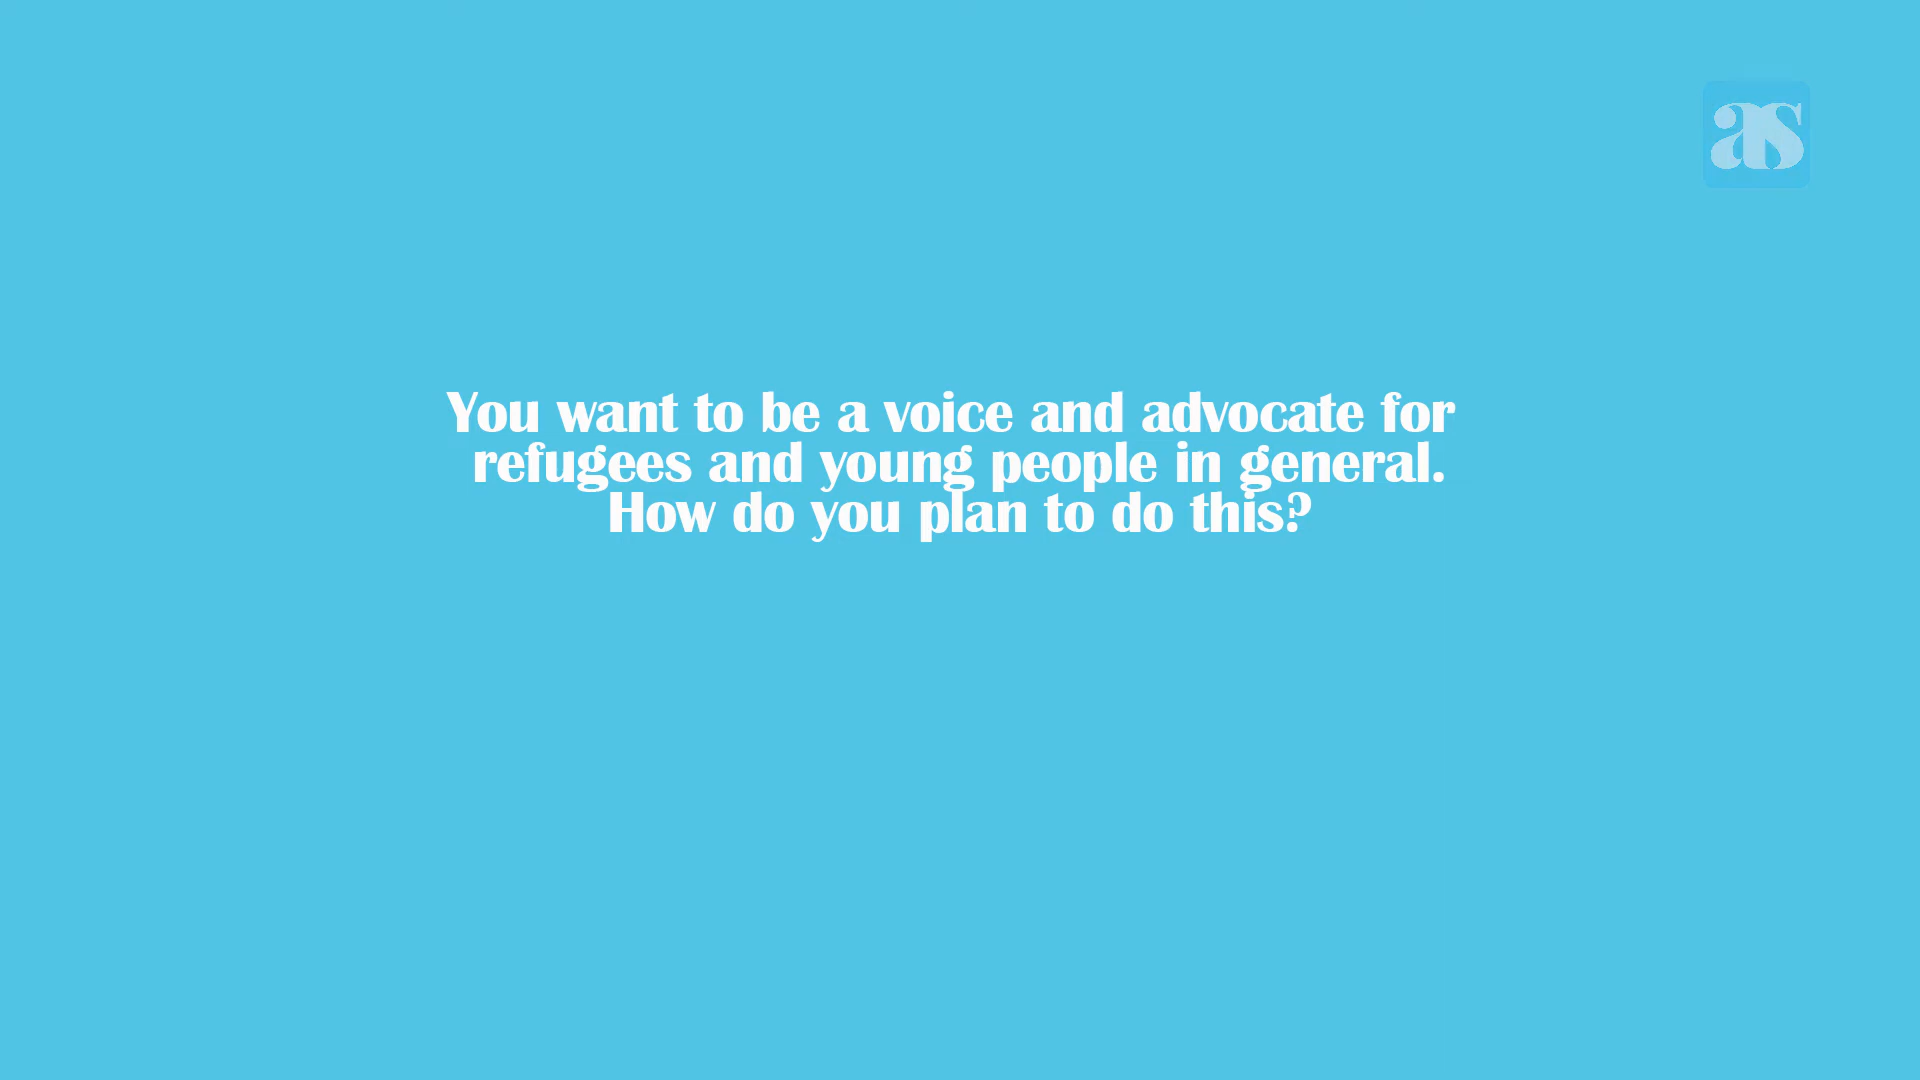 as
You want to be a voice and advocate for
refugees and young people in general.
How do you plan to do this?